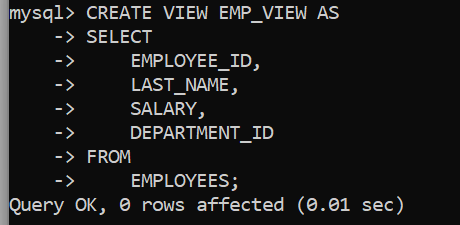 mysql> CREATE VIEW EMP_VIEW AS
    -> SELECT
    ->     EMPLOYEE_ID,
    ->     LAST_NAME,
    ->     SALARY,
    ->     DEPARTMENT_ID
    -> FROM
    ->     EMPLOYEES;
Query OK, 0 rows affected (0.01 sec)